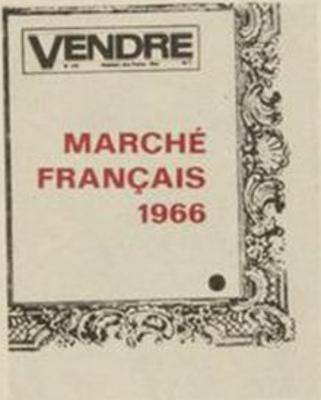 VENDRE
MARCHÉ
FRANÇAIS
1966